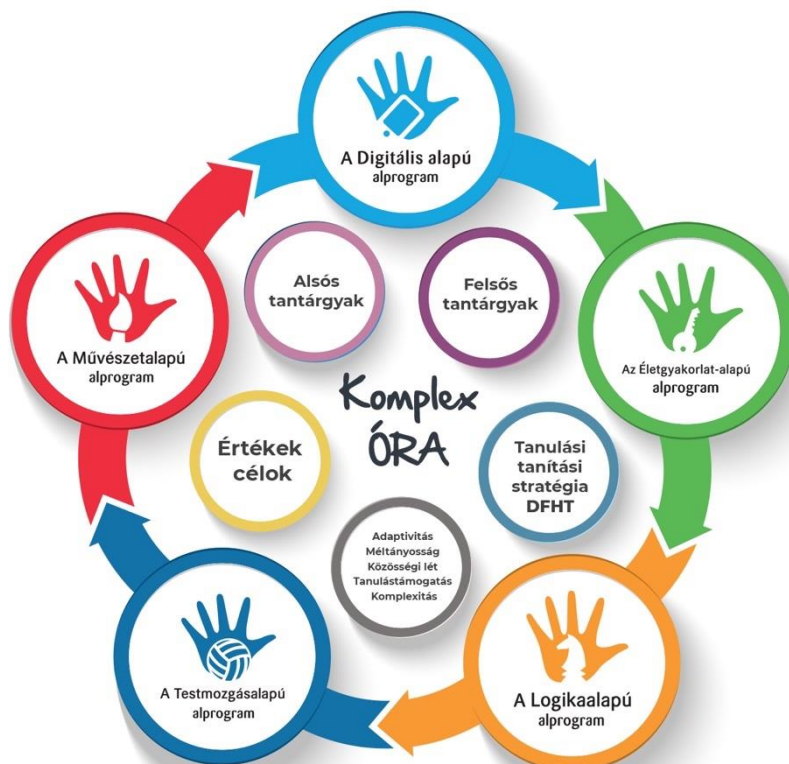 A Digitális alapú
alprogram
Alsós
tantárgyak
Felsős
tantárgyak
A Művészetalapú
alprogram
Az Életgyakorlat-alapú
alprogram
Komplex
ÓRA
Értékek
célok
Tanulási
tanítási
stratégia
DFHT
Adaptivitás
Méltányosság
Közösségi lét
Tanulástámogatás
Komplexitás
A Testmozgásalapú
alprogram
A Logikaalapú
alprogram